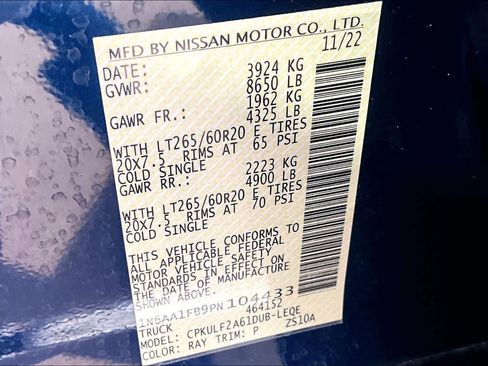 MFD BY NISSAN MOTOR CO., LTD.
DATE: 11/22
GVWR: 3924 KG
8650 LB
GAWR FR.: 1962 KG
4325 LB
WITH LT265/60R20 E TIRES
20X7.5 RIMS AT 65 PSI
COLD SINGLE
GAWR RR.: 2223 KG
4900 LB
WITH LT265/60R20 E TIRES
20X7.5 RIMS AT 70 PSI
COLD SINGLE
THIS VEHICLE CONFORMS TO
ALL APPLICABLE FEDERAL
MOTOR VEHICLE SAFETY
STANDARDS IN EFFECT ON
THE DATE OF MANUFACTURE
SHOWN ABOVE.
1N6AA1FB9PN104433
TRUCK 464152
MODEL: CPKULF2A61DUB-LEQE
COLOR: RAY TRIM: P ZS10A